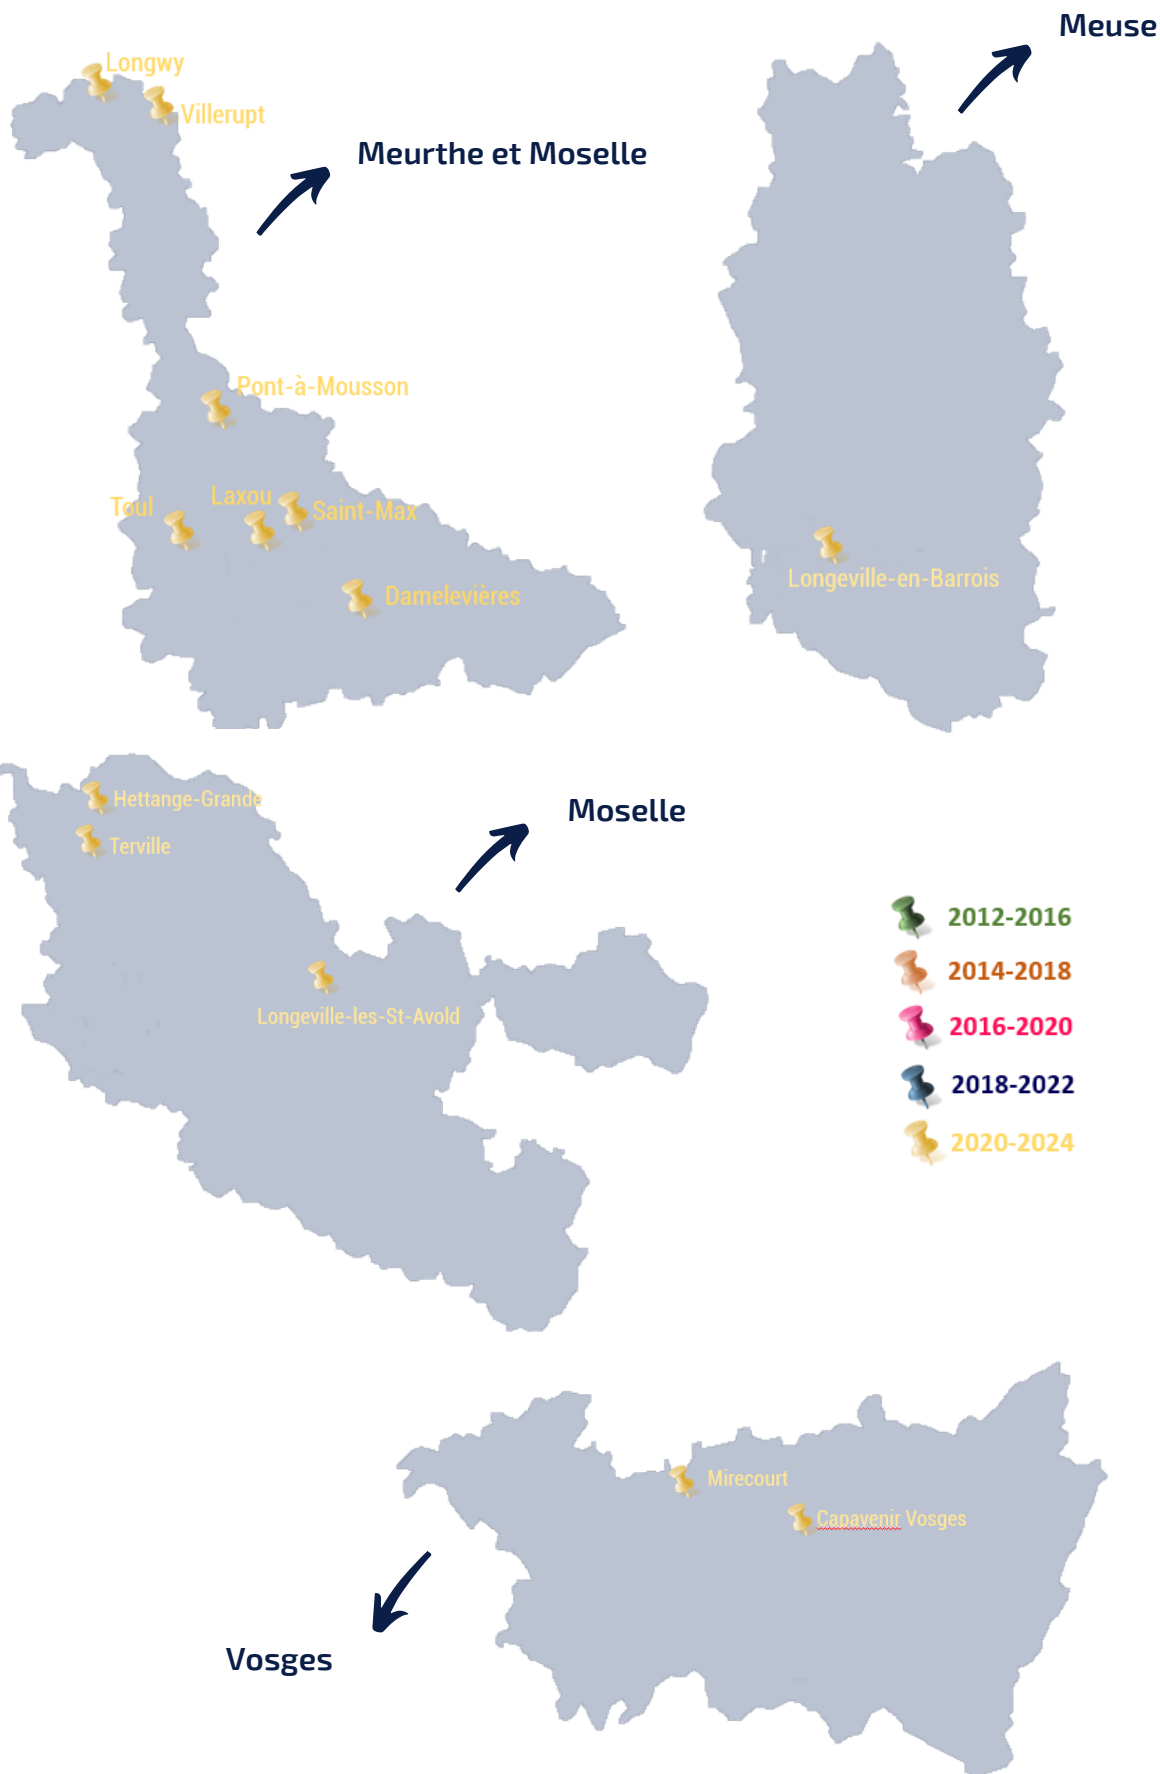 Meuse
Longwy
Villerupt
Meurthe et Moselle
Pont-à-Mousson
Laxou
Toul
Saint-Max
Damelevières
Longeville-en-Barrois
Moselle
Hettange-Grande
Terville
Longeville-les-St-Avold
2012-2016
2014-2018
2016-2020
2018-2022
2020-2024
Mirecourt
Capavenir Vosges
Vosges